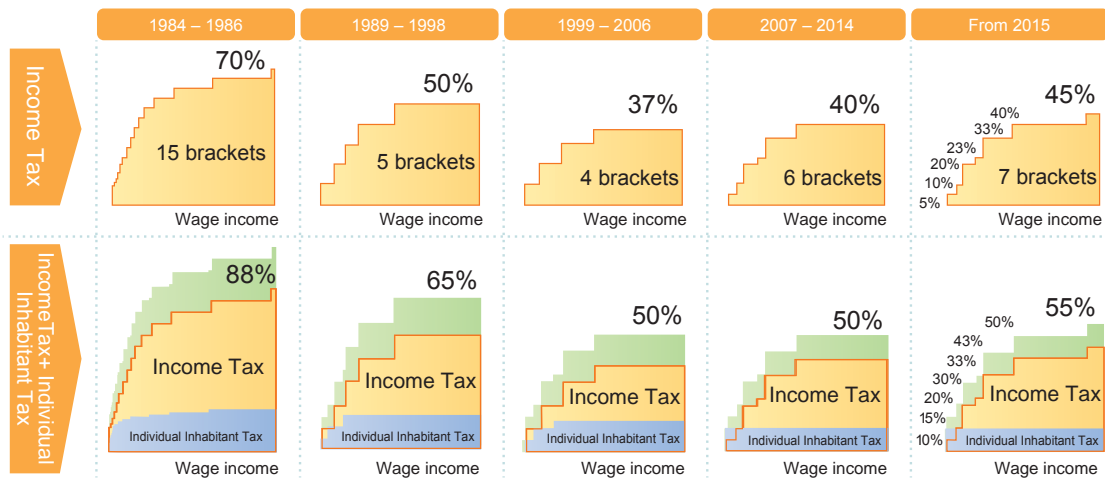 1984 – 1986
1989 – 1998
1999 – 2006
2007 – 2014
From 2015
Income Tax
70%
15 brackets
Wage income
50%
5 brackets
Wage income
37%
4 brackets
Wage income
40%
6 brackets
Wage income
45%
40%
33%
23%
20%
10%
5%
7 brackets
Wage income
IncomeTax+ Individual
Inhabitant Tax
88%
Income Tax
Individual Inhabitant Tax
Wage income
65%
Income Tax
Individual Inhabitant Tax
Wage income
50%
Income Tax
Individual Inhabitant Tax
Wage income
50%
Income Tax
Individual Inhabitant Tax
Wage income
55%
50%
43%
33%
30%
20%
15%
10%
Income Tax
Individual Inhabitant Tax
Wage income